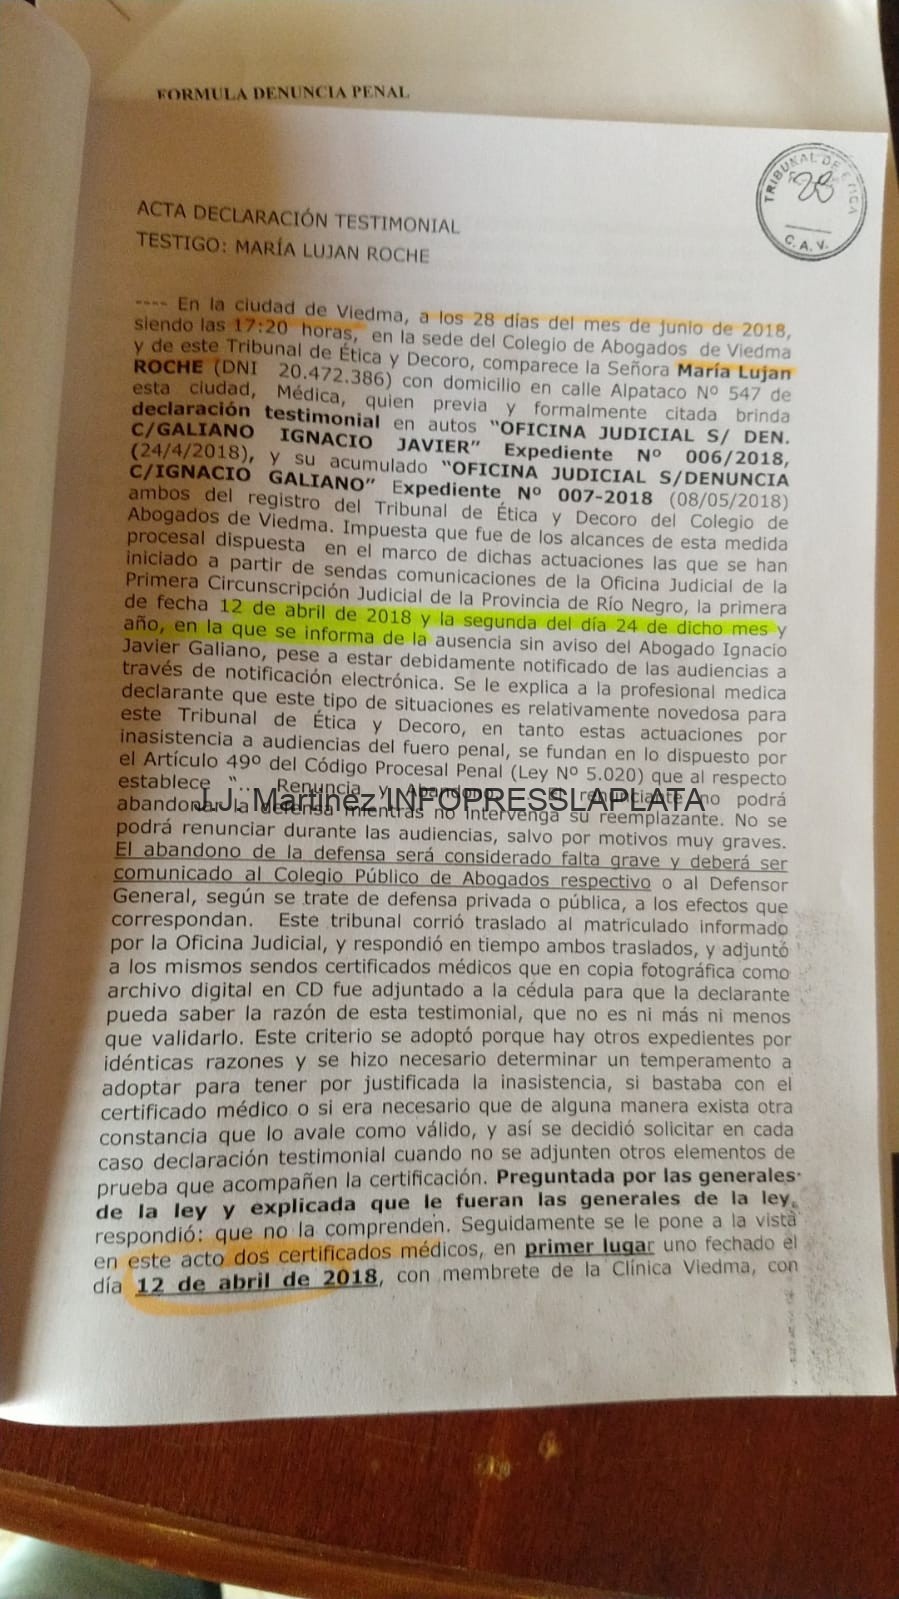 FORMULA DENUNCIA PENAL
TRIBUNAL DE ETICA
28
C. A. V.
ACTA DECLARACIÓN TESTIMONIAL
TESTIGO: MARÍA LUJAN ROCHE
---- En la ciudad de Viedma, a los 28 días del mes de junio de 2018,
siendo las 17:20 horas, en la sede del Colegio de Abogados de Viedma
y de este Tribunal de Ética y Decoro, comparece la Señora María Lujan
ROCHE (DNI 20.472.386) con domicilio en calle Alpataco Nº 547 de
esta ciudad, Médica, quien previa y formalmente citada brinda
declaración testimonial en autos “OFICINA JUDICIAL S/ DEN.
C/GALIANO IGNACIO JAVIER” Expediente Nº 006/2018,
(24/4/2018), y su acumulado “OFICINA JUDICIAL S/DENUNCIA
C/IGNACIO GALIANO” Expediente Nº 007-2018 (08/05/2018)
ambos del registro del Tribunal de Ética y Decoro del Colegio de
Abogados de Viedma. Impuesta que fue de los alcances de esta medida
procesal dispuesta en el marco de dichas actuaciones las que se han
iniciado a partir de sendas comunicaciones de la Oficina Judicial de la
Primera Circunscripción Judicial de la Provincia de Río Negro, la primera
de fecha 12 de abril de 2018 y la segunda del día 24 de dicho mes y
año, en la que se informa de la ausencia sin aviso del Abogado Ignacio
Javier Galiano, pese a estar debidamente notificado de las audiencias a
través de notificación electrónica. Se le explica a la profesional medica
declarante que este tipo de situaciones es relativamente novedosa para
este Tribunal de Ética y Decoro, en tanto estas actuaciones por
inasistencia a audiencias del fuero penal, se fundan en lo dispuesto por
el Artículo 49º del Código Procesal Penal (Ley Nº 5.020) que al respecto
establece “... Renuncia y Abandono. El renunciante no podrá
J.J. Martinez INFOPRESSLAPLATA
abandonar la defensa mientras no intervenga su reemplazante. No se
podrá renunciar durante las audiencias, salvo por motivos muy graves.
El abandono de la defensa será considerado falta grave y deberá ser
comunicado al Colegio Público de Abogados respectivo o al Defensor
General, según se trate de defensa privada o pública, a los efectos que
correspondan. Este tribunal corrió traslado al matriculado informado
por la Oficina Judicial, y respondió en tiempo ambos traslados, y adjuntó
a los mismos sendos certificados médicos que en copia fotográfica como
archivo digital en CD fue adjuntado a la cédula para que la declarante
pueda saber la razón de esta testimonial, que no es ni más ni menos
que validarlo. Este criterio se adoptó porque hay otros expedientes por
idénticas razones y se hizo necesario determinar un temperamento a
adoptar para tener por justificada la inasistencia, si bastaba con el
certificado médico o si era necesario que de alguna manera exista otra
constancia que lo avale como válido, y así se decidió solicitar en cada
caso declaración testimonial cuando no se adjunten otros elementos de
prueba que acompañen la certificación. Preguntada por las generales
de la ley y explicada que le fueran las generales de la ley,
respondió: que no la comprenden. Seguidamente se le pone a la vista
en este acto dos certificados médicos, en primer lugar uno fechado el
día 12 de abril de 2018, con membrete de la Clínica Viedma, con